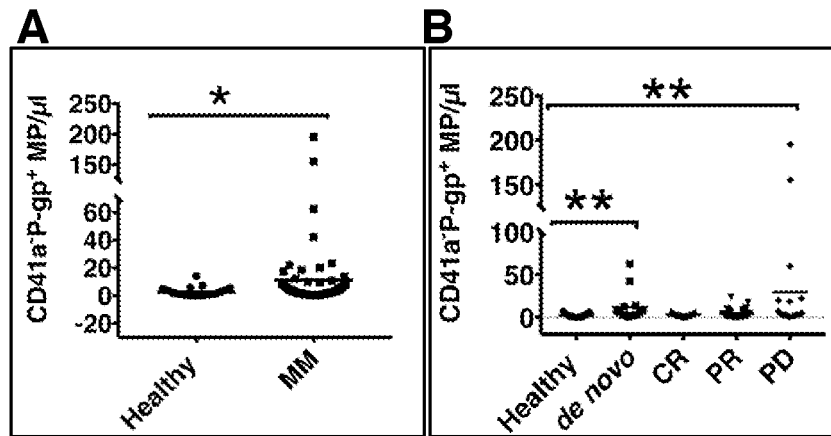 A
CD41a⁻P-gp⁺ MP/μl
250
200
150
60
40
20
0
-20
*
Healthy
MM
B
CD41a⁻P-gp⁺ MP/μl
250
200
150
100
50
0
**
**
Healthy
de novo
CR
PR
PD